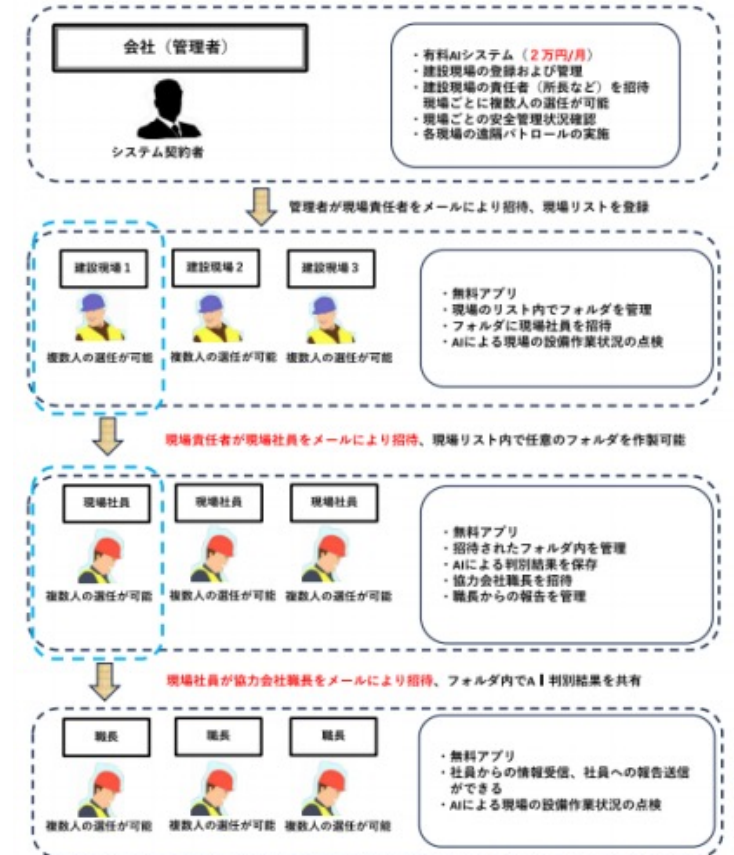 会社（管理者）
システム契約者
・有料AIシステム（２万円/月）
・建設現場の登録および管理
・建設現場の責任者（所長など）を招待
現場ごとに複数人の選任が可能
・現場ごとの安全管理状況確認
・各現場の遠隔パトロールの実施
管理者が現場責任者をメールにより招待、現場リストを登録
建設現場１
建設現場２
建設現場３
複数人の選任が可能
複数人の選任が可能
複数人の選任が可能
・無料アプリ
・現場のリスト内でフォルダを管理
・フォルダに現場社員を招待
・AIによる現場の設備作業状況の点検
現場責任者が現場社員をメールにより招待、現場リスト内で任意のフォルダを作製可能
現場社員
現場社員
現場社員
複数人の選任が可能
複数人の選任が可能
複数人の選任が可能
・無料アプリ
・招待されたフォルダ内を管理
・AIによる判別結果を保存
・協力会社職長を招待
・職長からの報告を管理
現場社員が協力会社職長をメールにより招待、フォルダ内でAI判別結果を共有
職長
職長
職長
複数人の選任が可能
複数人の選任が可能
複数人の選任が可能
・無料アプリ
・社員からの情報受信、社員への報告送信
ができる
・AIによる現場の設備作業状況の点検